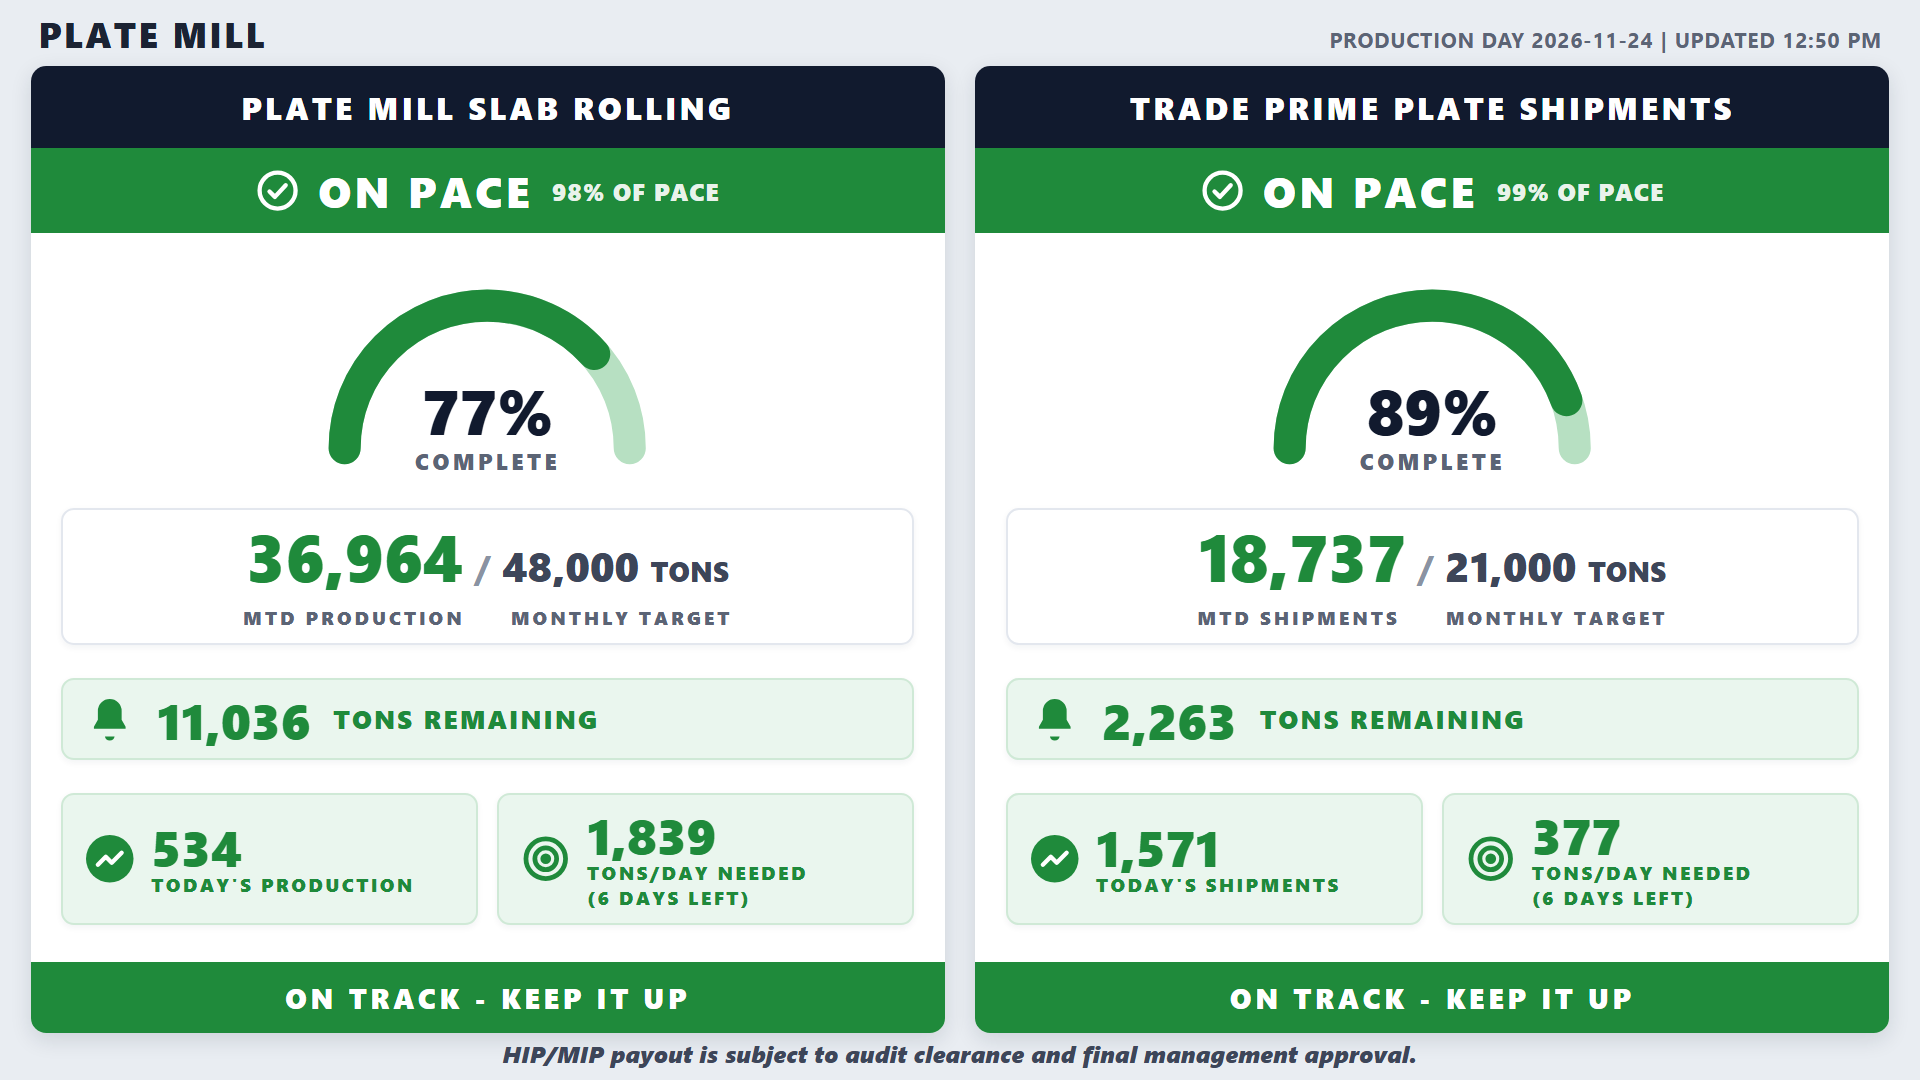 PLATE MILL
PRODUCTION DAY 2026-11-24 | UPDATED 12:50 PM
PLATE MILL SLAB ROLLING
ON PACE 98% OF PACE
77%
COMPLETE
36,964 / 48,000 TONS
MTD PRODUCTION MONTHLY TARGET
11,036 TONS REMAINING
534
TODAY'S PRODUCTION
1,839
TONS/DAY NEEDED
(6 DAYS LEFT)
ON TRACK - KEEP IT UP
TRADE PRIME PLATE SHIPMENTS
ON PACE 99% OF PACE
89%
COMPLETE
18,737 / 21,000 TONS
MTD SHIPMENTS MONTHLY TARGET
2,263 TONS REMAINING
1,571
TODAY'S SHIPMENTS
377
TONS/DAY NEEDED
(6 DAYS LEFT)
ON TRACK - KEEP IT UP
HIP/MIP payout is subject to audit clearance and final management approval.